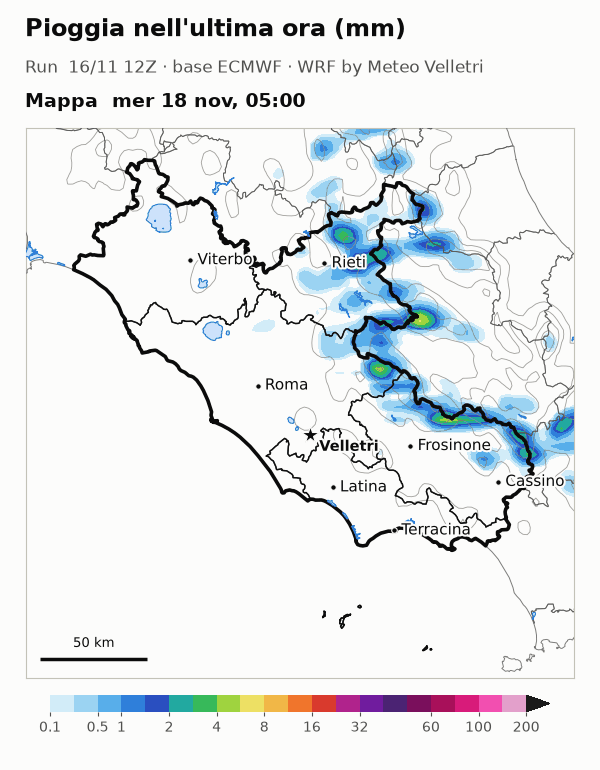 Pioggia nell'ultima ora (mm)
Run 16/11 12Z · base ECMWF · WRF by Meteo Velletri
Mappa mer 18 nov, 05:00
Viterbo
Rieti
Roma
Velletri
Frosinone
Latina
Cassino
Terracina
50 km
0.1 0.5 1 2 4 8 16 32 60 100 200